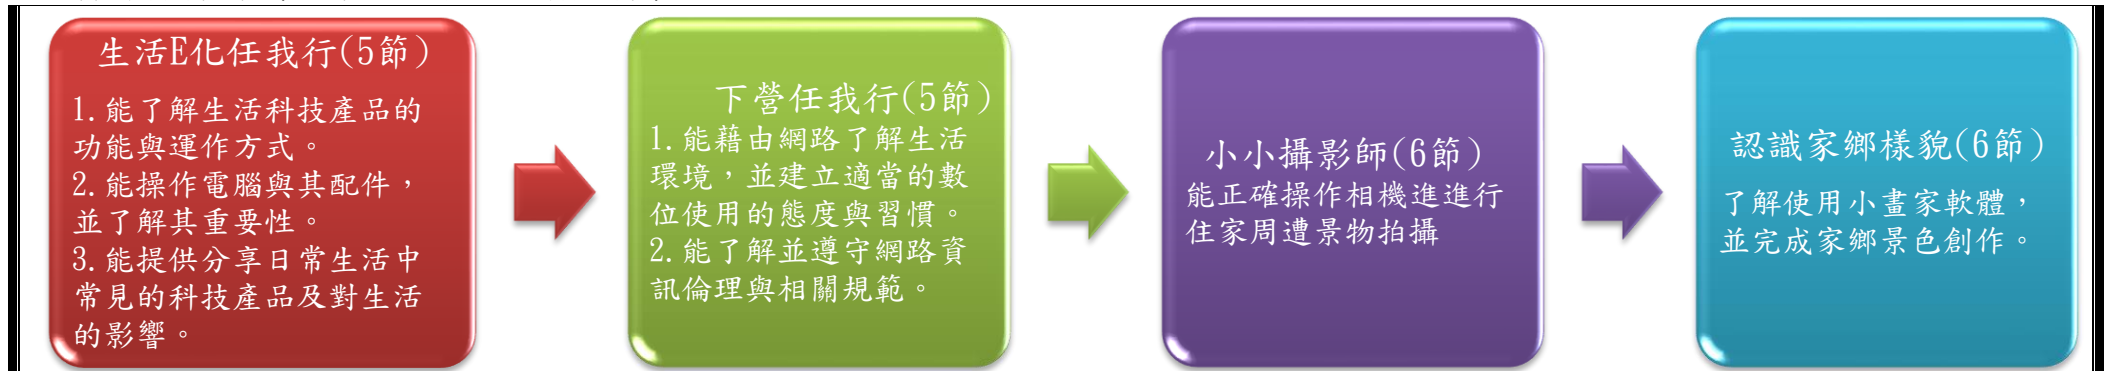 生活E化任我行(5節)
1.能了解生活科技產品的
功能與運作方式。
2.能操作電腦與其配件，
並了解其重要性。
3.能提供分享日常生活中
常見的科技產品及對生活
的影響。
下營任我行(5節)
1.能藉由網路了解生活
環境，並建立適當的數
位使用的態度與習慣。
2.能了解並遵守網路資
訊倫理與相關規範。
小小攝影師(6節)
能正確操作相機進進行
住家周遭景物拍攝
認識家鄉樣貌(6節)
了解使用小畫家軟體，
並完成家鄉景色創作。